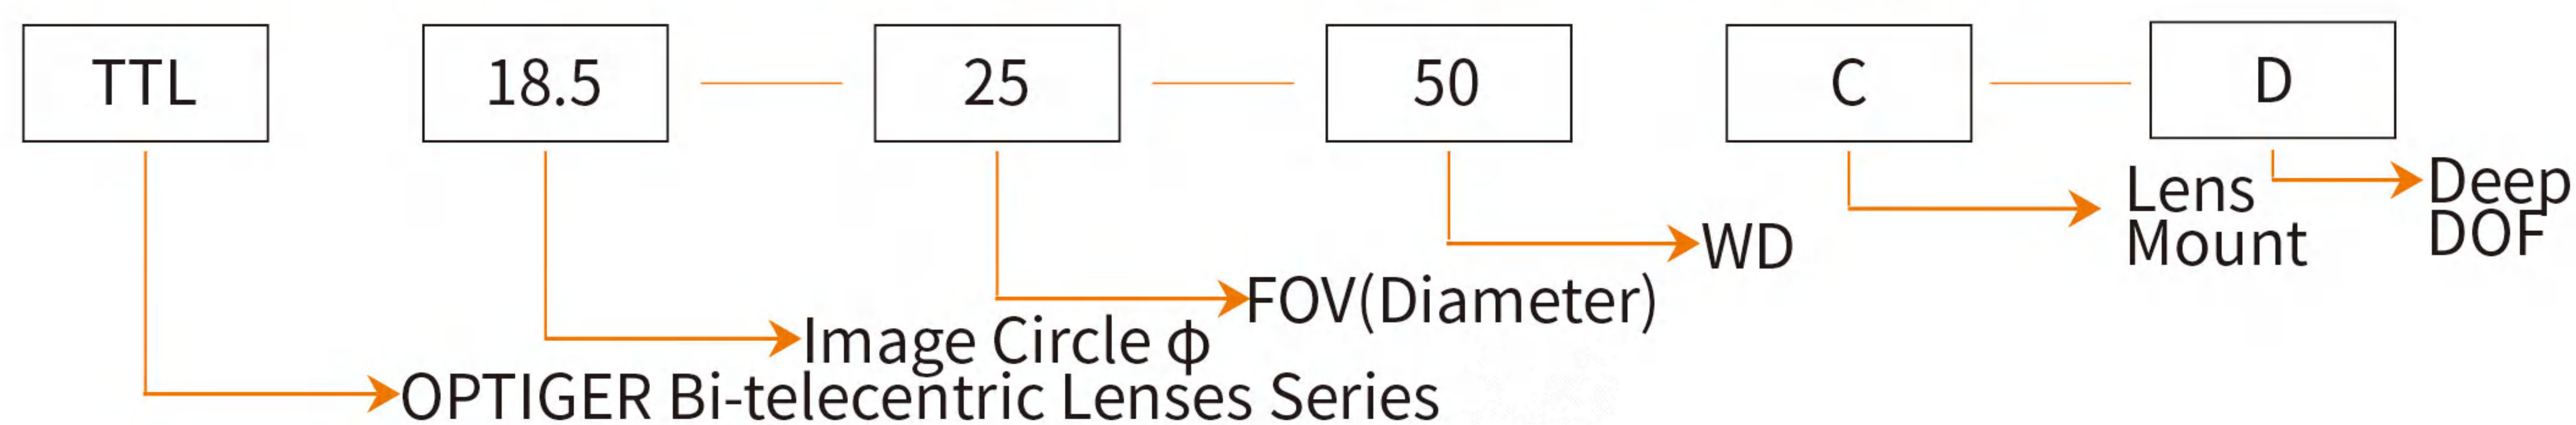 TTL 18.5 25 50 C D
Lens
Mount
Deep
DOF
WD
FOV(Diameter)
Image Circle ф
OPTIGER Bi-telecentric Lenses Series